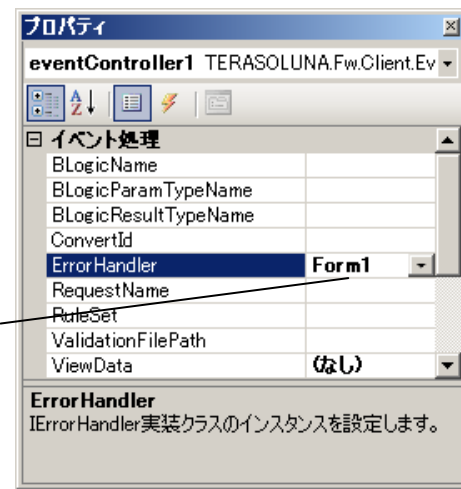 プロパティ
eventController1 TERASOLUNA.Fw.Client.Ev
イベント処理
BLogicName
BLogicParamTypeName
BLogicResultTypeName
ConvertId
ErrorHandler Form1
RequestName
RuleSet
ValidationFilePath
ViewData (なし)
ErrorHandler
IErrorHandler実装クラスのインスタンスを設定します。